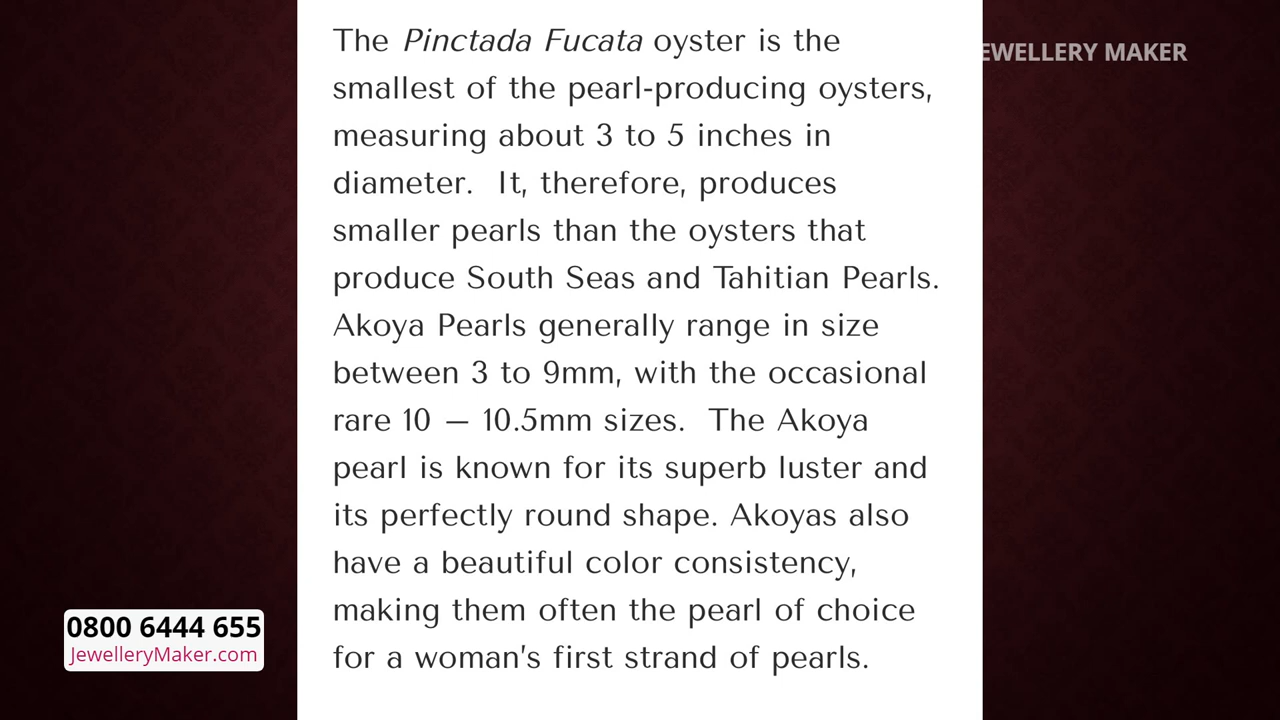 The Pinctada Fucata oyster is the
smallest of the pearl-producing oysters,
measuring about 3 to 5 inches in
diameter.  It, therefore, produces
smaller pearls than the oysters that
produce South Seas and Tahitian Pearls.
Akoya Pearls generally range in size
between 3 to 9mm, with the occasional
rare 10 – 10.5mm sizes.  The Akoya
pearl is known for its superb luster and
its perfectly round shape. Akoyas also
have a beautiful color consistency,
making them often the pearl of choice
for a woman’s first strand of pearls.
EWELLERY MAKER
0800 6444 655
JewelleryMaker.com